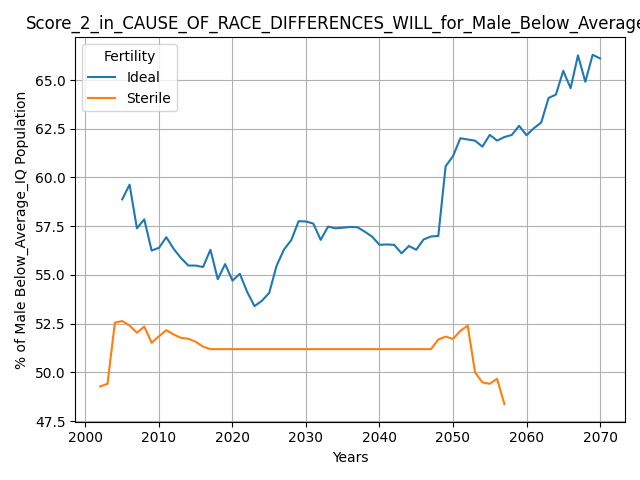 Score_2_in_CAUSE_OF_RACE_DIFFERENCES_WILL_for_Male_Below_Average
Fertility
Ideal
Sterile
% of Male Below_Average_IQ Population
65.0
62.5
60.0
57.5
55.0
52.5
50.0
47.5
2000 2010 2020 2030 2040 2050 2060 2070
Years